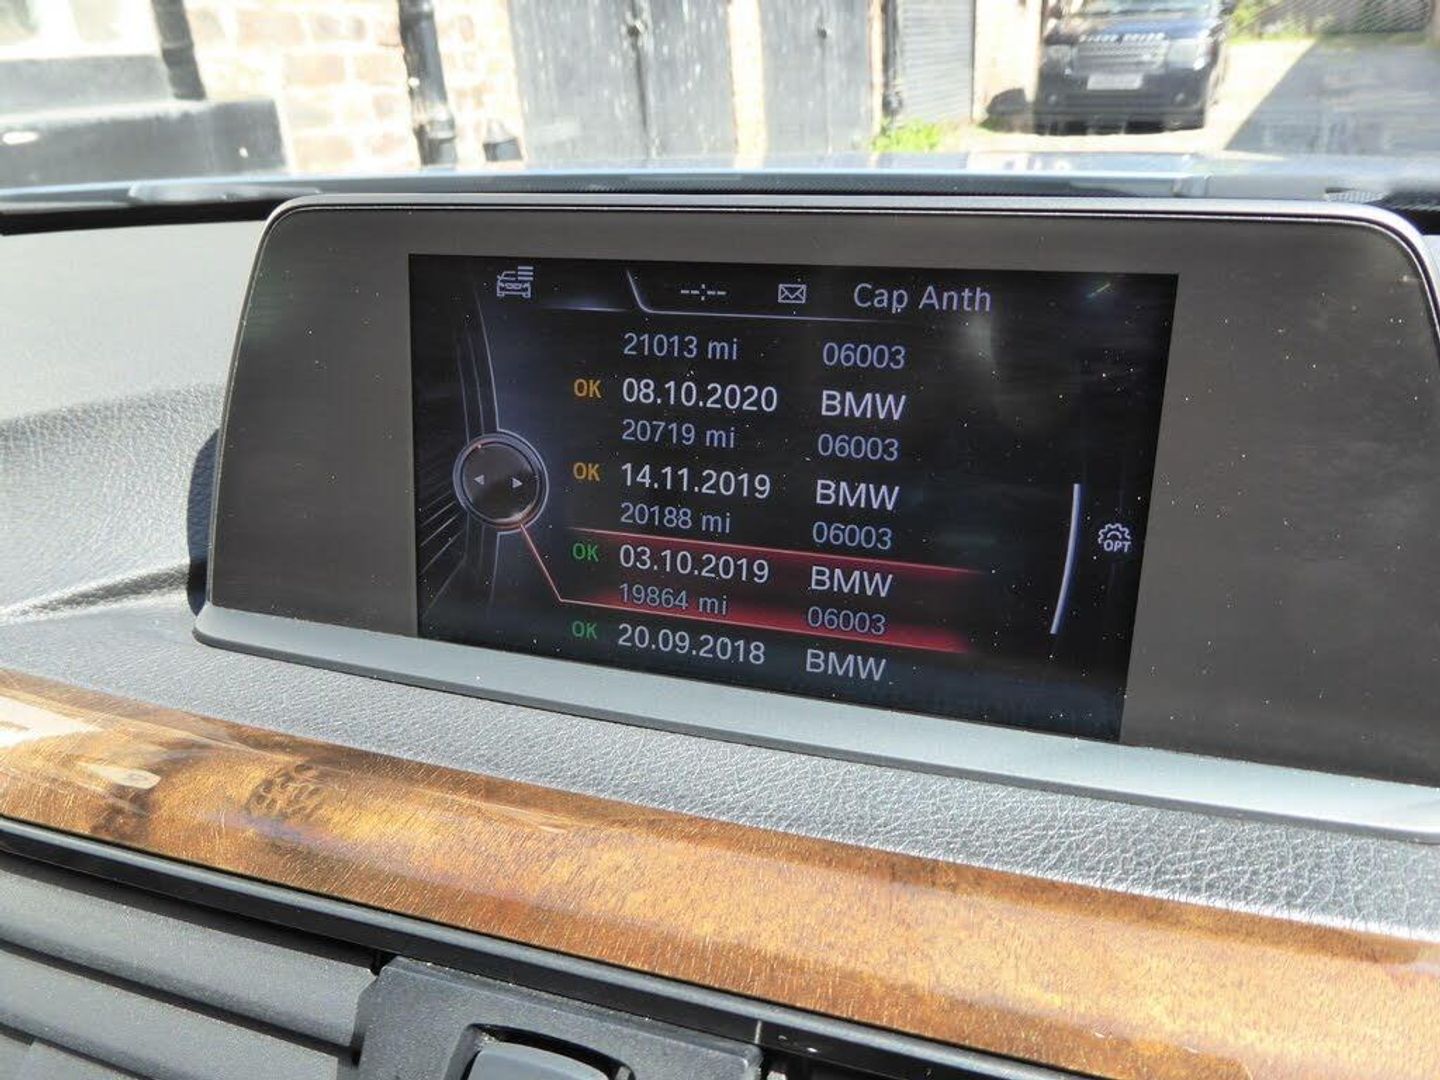 --:-- Cap Anth
21013 mi 06003
OK 08.10.2020 BMW
20719 mi 06003
OK 14.11.2019 BMW
20188 mi 06003
OK 03.10.2019 BMW
19864 mi 06003
OK 20.09.2018 BMW
OPT